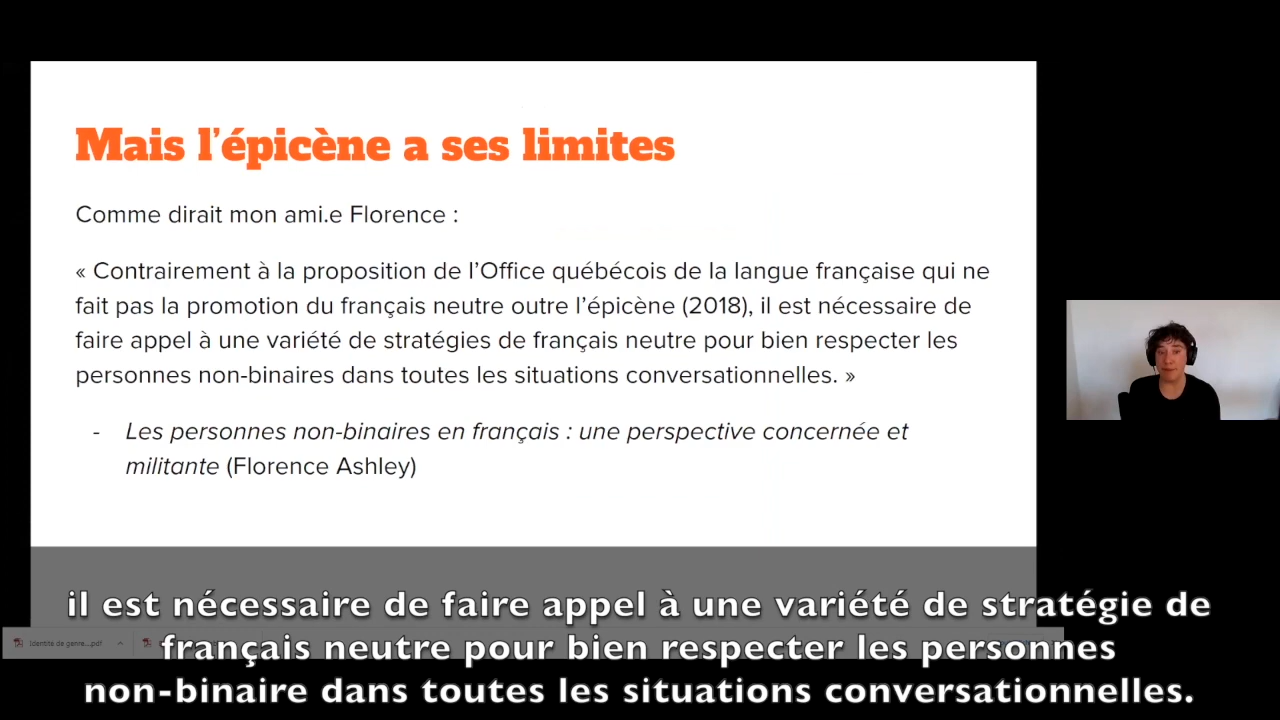 Mais l'épicène a ses limites
Comme dirait mon ami.e Florence :
« Contrairement à la proposition de l'Office québécois de la langue française qui ne
fait pas la promotion du français neutre outre l'épicène (2018), il est nécessaire de
faire appel à une variété de stratégies de français neutre pour bien respecter les
personnes non-binaires dans toutes les situations conversationnelles. »
- Les personnes non-binaires en français : une perspective concernée et
militante (Florence Ashley)
il est nécessaire de faire appel à une variété de stratégie de
Identité de genre....pdf
français neutre pour bien respecter les personnes
non-binaire dans toutes les situations conversationnelles.